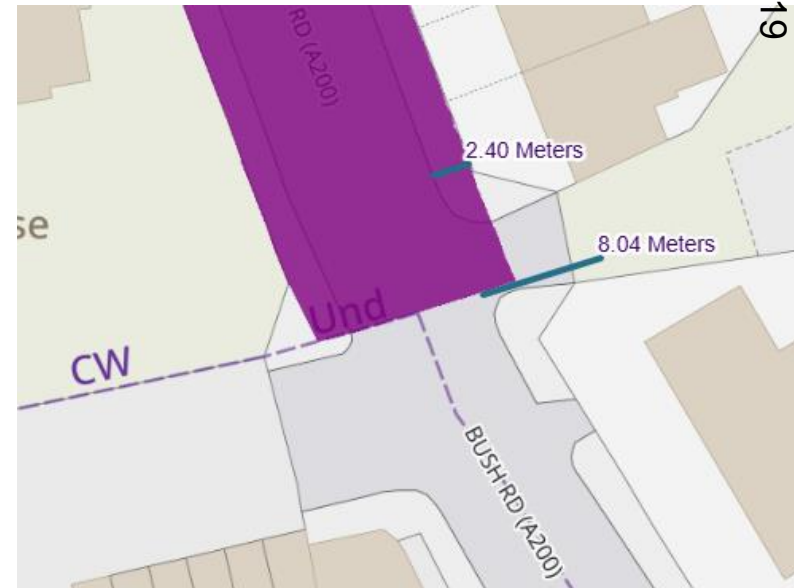 19
RD (A200)
2.40 Meters
se
8.04 Meters
Und
CW
BUSH RD (A200)